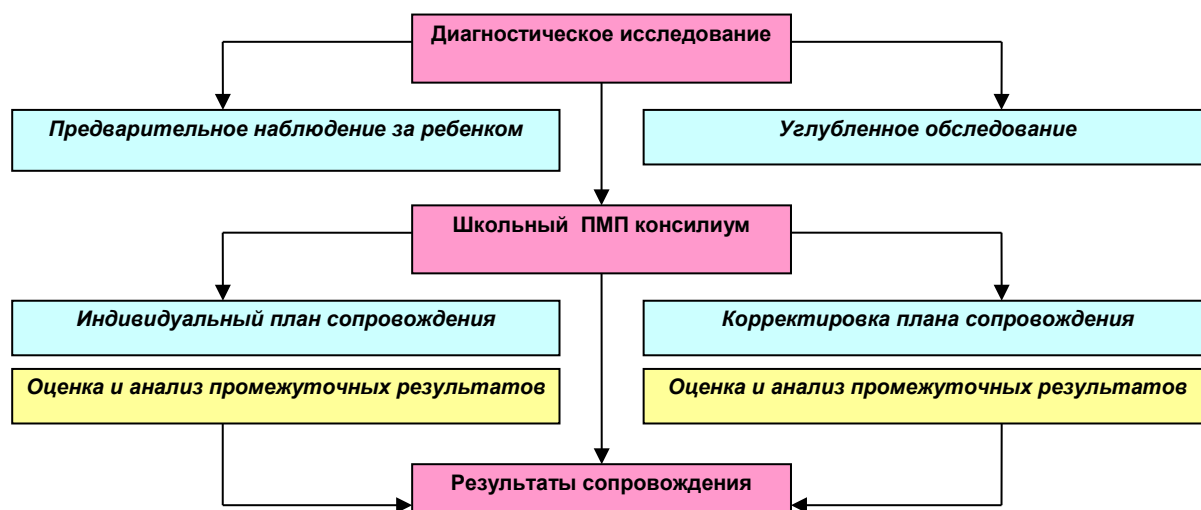 Диагностическое исследование
Предварительное наблюдение за ребенком
Углубленное обследование
Школьный ПМП консилиум
Индивидуальный план сопровождения
Корректировка плана сопровождения
Оценка и анализ промежуточных результатов
Оценка и анализ промежуточных результатов
Результаты сопровождения